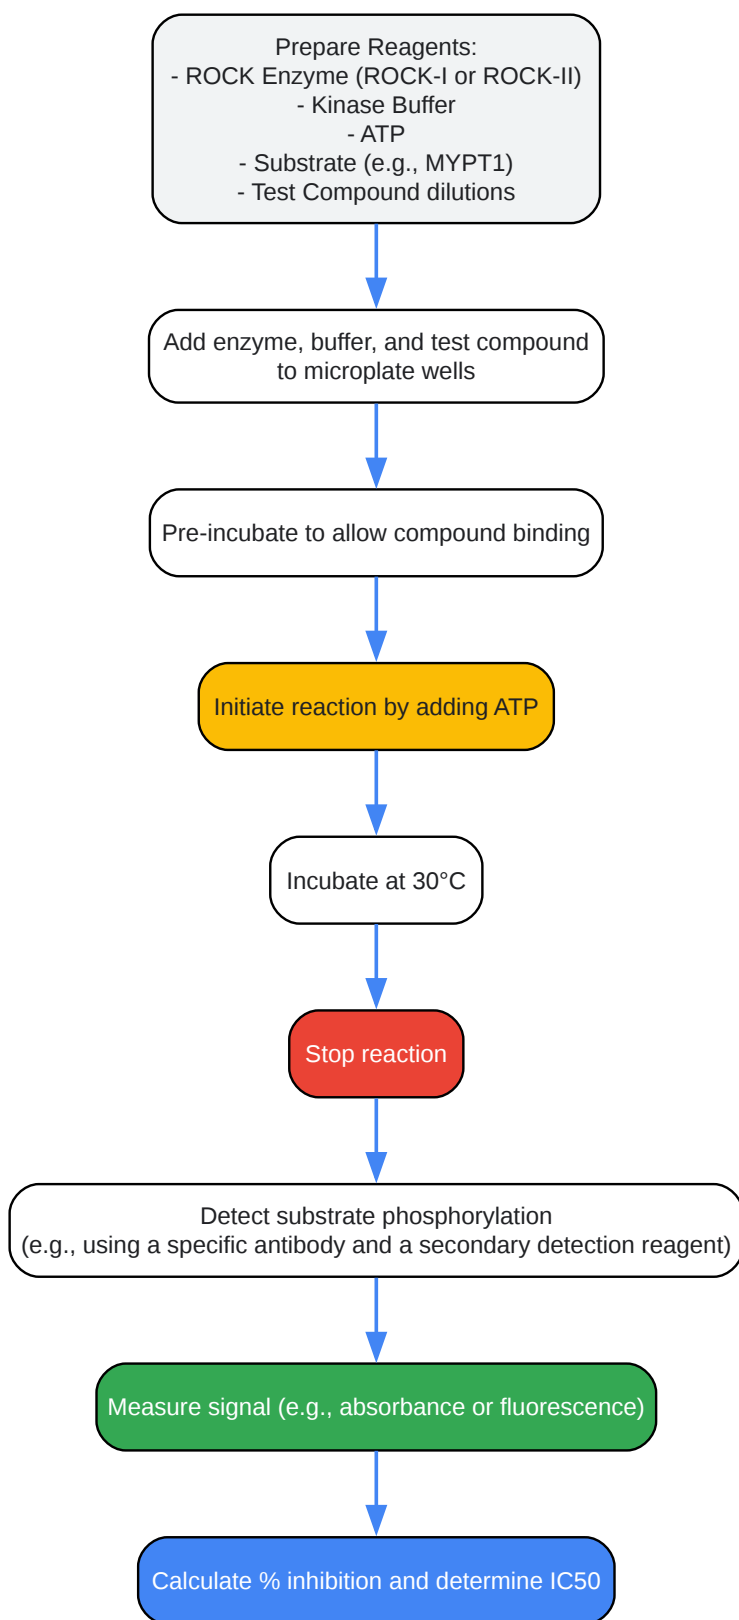 Prepare Reagents:
- ROCK Enzyme (ROCK-I or ROCK-II)
- Kinase Buffer
- ATP
- Substrate (e.g., MYPT1)
- Test Compound dilutions
Add enzyme, buffer, and test compound
to microplate wells
Pre-incubate to allow compound binding
Initiate reaction by adding ATP
Incubate at 30°C
Stop reaction
Detect substrate phosphorylation
(e.g., using a specific antibody and a secondary detection reagent)
Measure signal (e.g., absorbance or fluorescence)
Calculate % inhibition and determine IC50